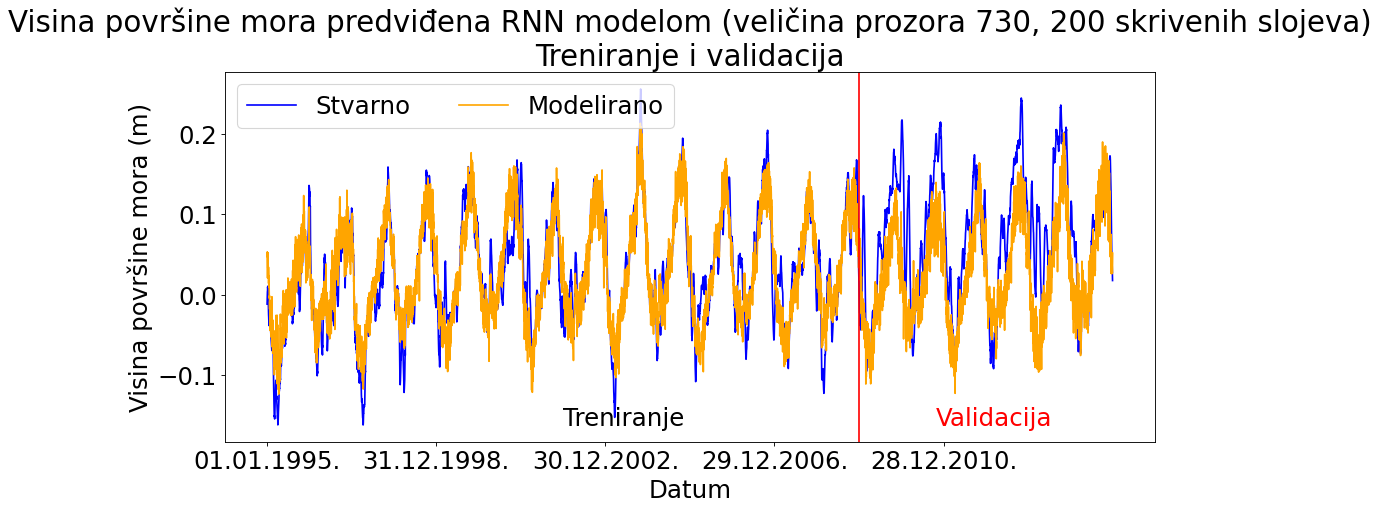 Visina površine mora predviđena RNN modelom (veličina prozora 730, 200 skrivenih slojeva)
Treniranje i validacija
Stvarno
Modelirano
Visina površine mora (m)
0.2
0.1
0.0
−0.1
Treniranje
Validacija
01.01.1995.
31.12.1998.
30.12.2002.
29.12.2006.
28.12.2010.
Datum